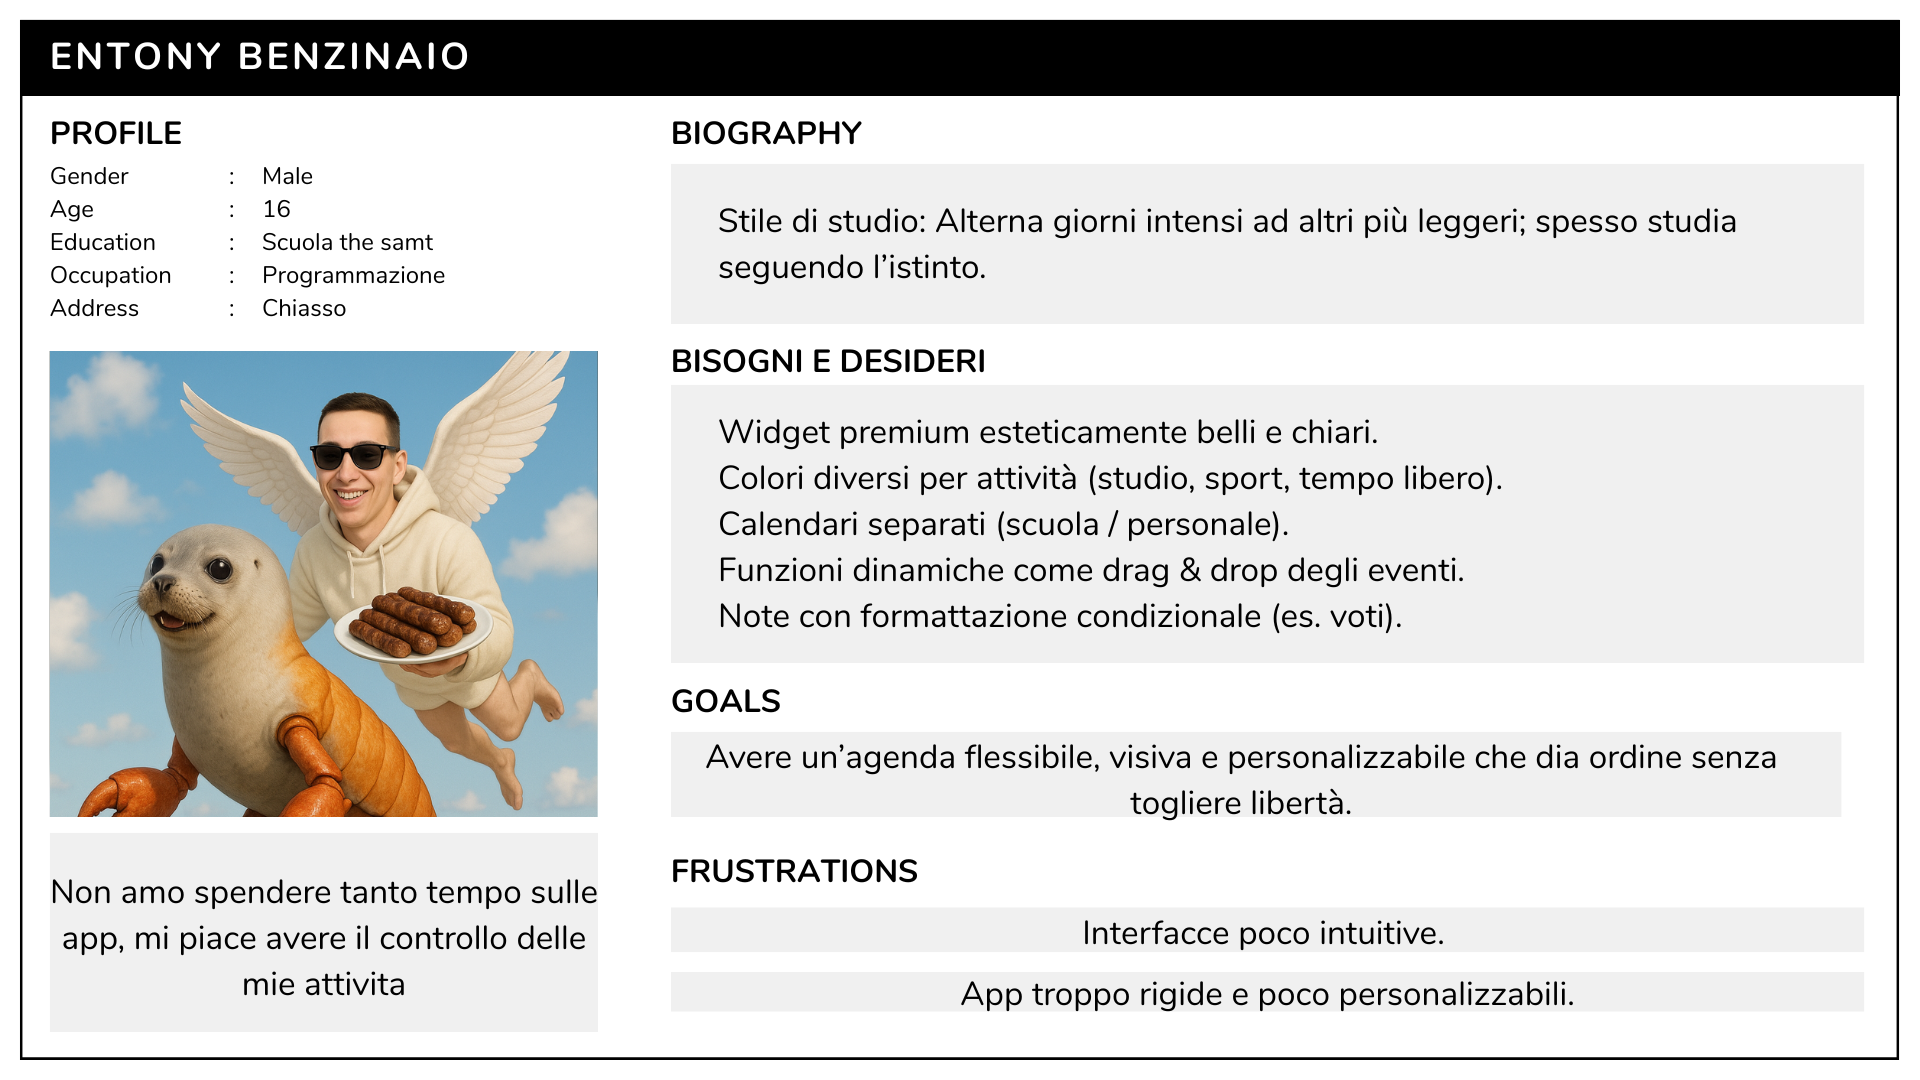 ENTONY BENZINAIO
PROFILE
Gender : Male
Age : 16
Education : Scuola the samt
Occupation : Programmazione
Address : Chiasso
Non amo spendere tanto tempo sulle
app, mi piace avere il controllo delle
mie attivita
BIOGRAPHY
Stile di studio: Alterna giorni intensi ad altri più leggeri; spesso studia
seguendo l’istinto.
BISOGNI E DESIDERI
Widget premium esteticamente belli e chiari.
Colori diversi per attività (studio, sport, tempo libero).
Calendari separati (scuola / personale).
Funzioni dinamiche come drag & drop degli eventi.
Note con formattazione condizionale (es. voti).
GOALS
Avere un’agenda flessibile, visiva e personalizzabile che dia ordine senza
togliere libertà.
FRUSTRATIONS
Interfacce poco intuitive.
App troppo rigide e poco personalizzabili.